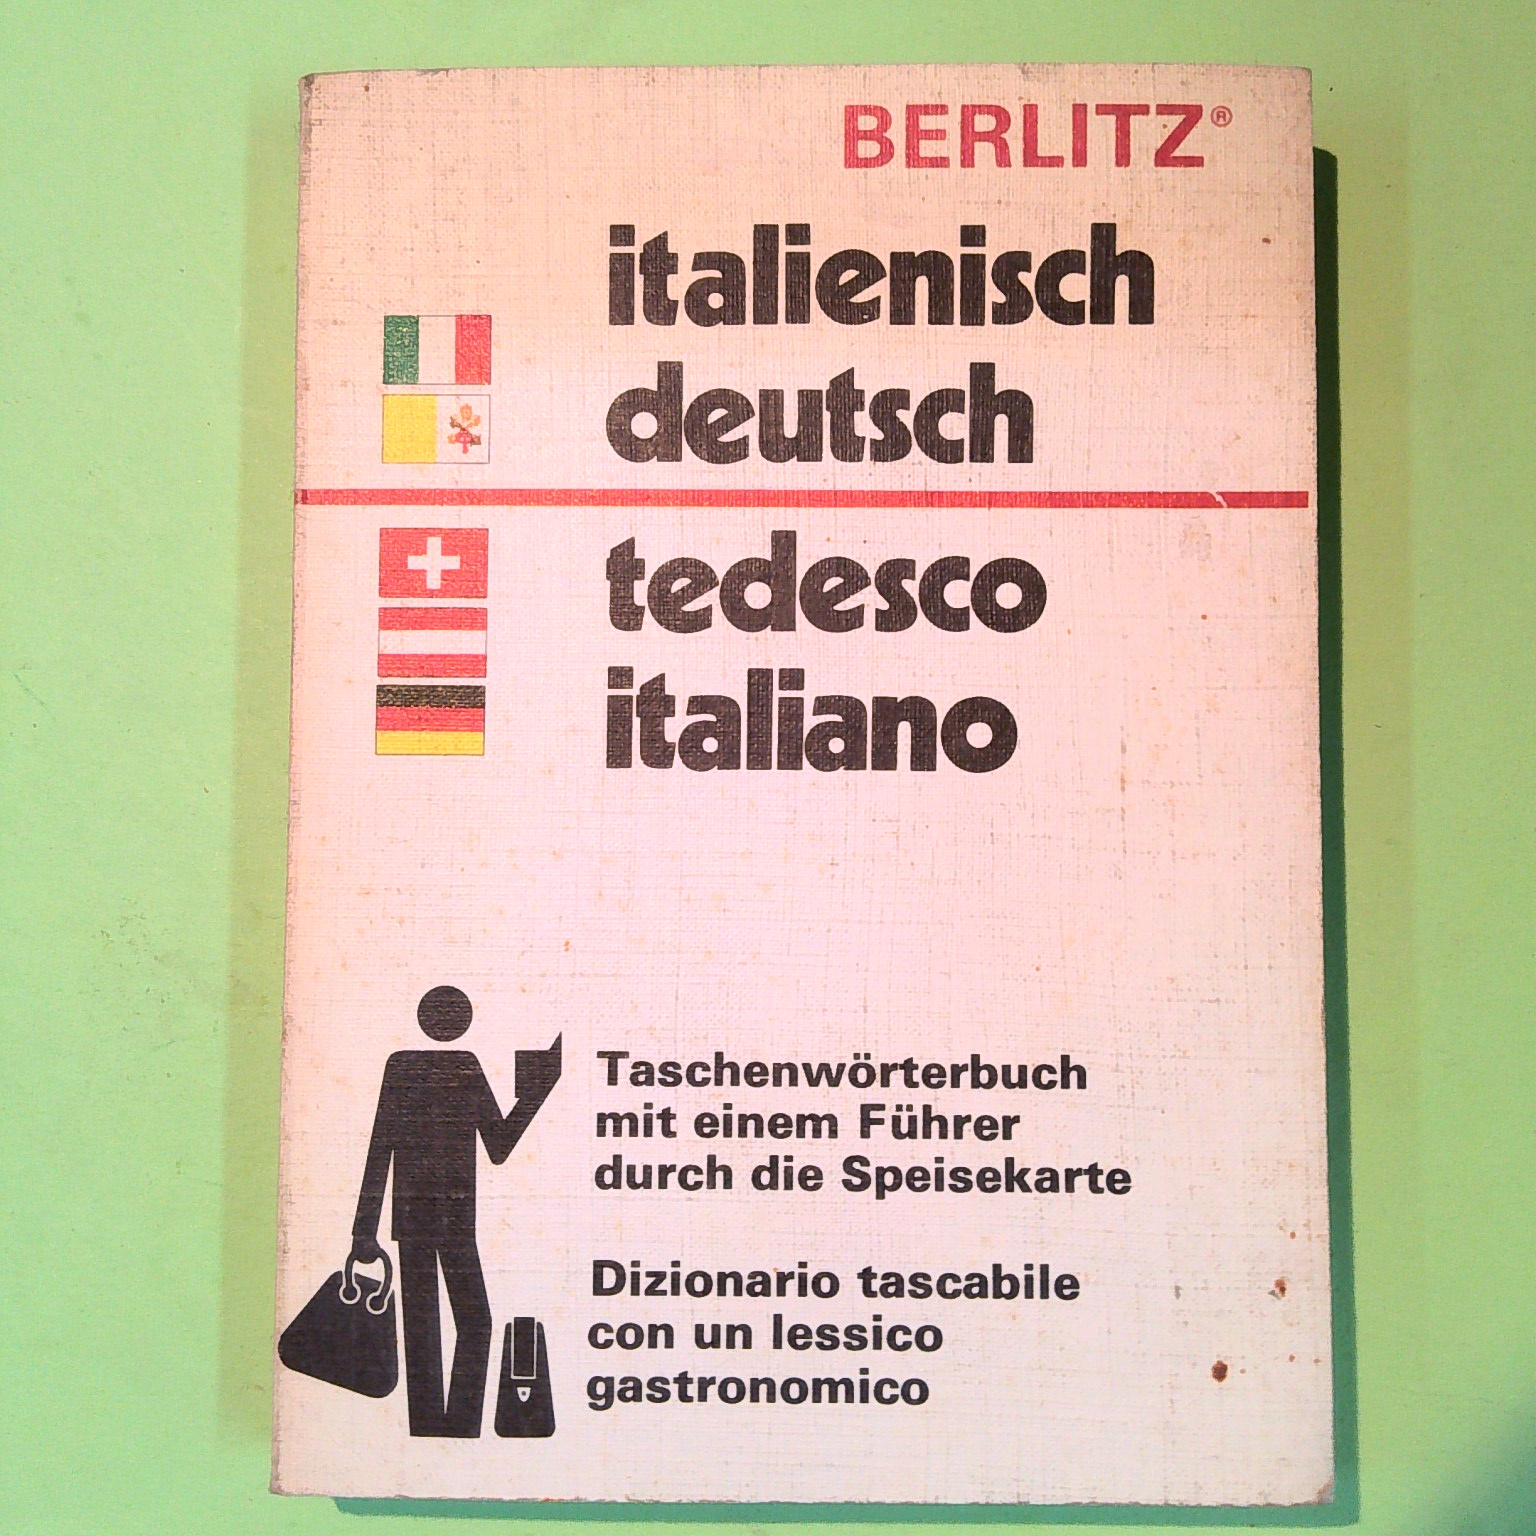 BERLITZ®
italienisch
deutsch
tedesco
italiano
Taschenwörterbuch
mit einem Führer
durch die Speisekarte
Dizionario tascabile
con un lessico
gastronomico